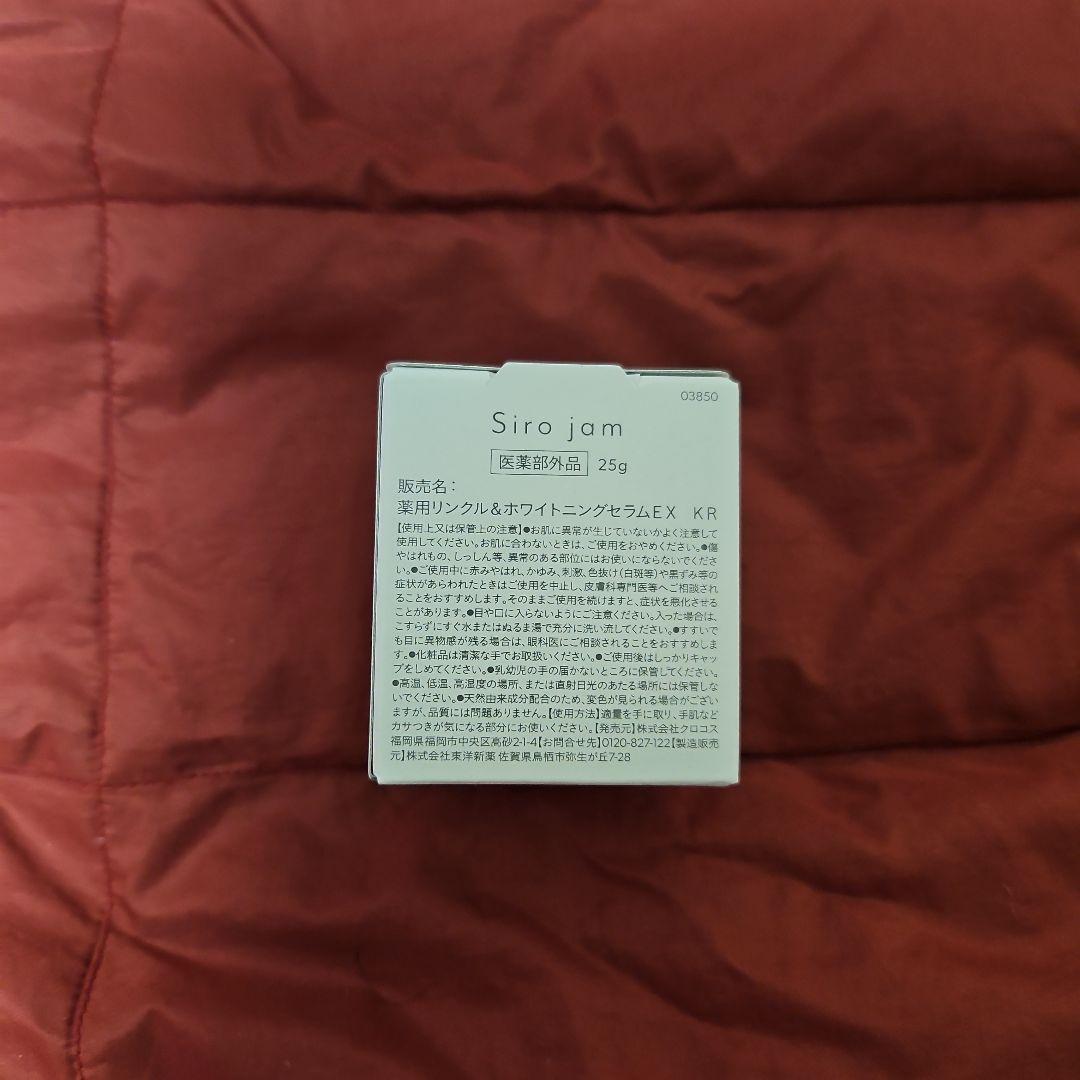 03850
Siro jam
医薬部外品 25g
販売名：
薬用リンクル＆ホワイトニングセラムEX KR
【使用上又は保管上の注意】●お肌に異常が生じていないかよく注意して
使用してください。お肌に合わないときは、ご使用をおやめください。●傷
やはれもの、しっしん等、異常のある部位にはお使いにならないでくださ
い。●ご使用中に赤みやはれ、かゆみ、刺激、色抜け（白斑等）や黒ずみ等の
症状があらわれたときはご使用を中止し、皮膚科専門医等へご相談され
ることをおすすめします。そのままご使用を続けますと、症状を悪化させる
ことがあります。●目や口に入らないようにご注意ください。入った場合は、
こすらずにすぐ水またはぬるま湯で充分に洗い流してください。●すすいで
も目に異物感が残る場合は、眼科医にご相談されることをおすすめしま
す。●化粧品は清潔な手でお取扱いください。●ご使用後はしっかりキャッ
プをしめてください。●乳幼児の手の届かないところに保管してください。
●高温、低温、高湿度の場所、または直射日光のあたる場所には保管しな
いでください。●天然由来成分配合のため、変色が見られる場合がござい
ますが、品質には問題ありません。【使用方法】適量を手に取り、手肌など
カサつきが気になる部分にお使いください。【発売元】株式会社クロコス
福岡県福岡市中央区高砂2-1-4【お問合せ先】0120-827-122【製造販売
元】株式会社東洋新薬 佐賀県鳥栖市弥生が丘7-28